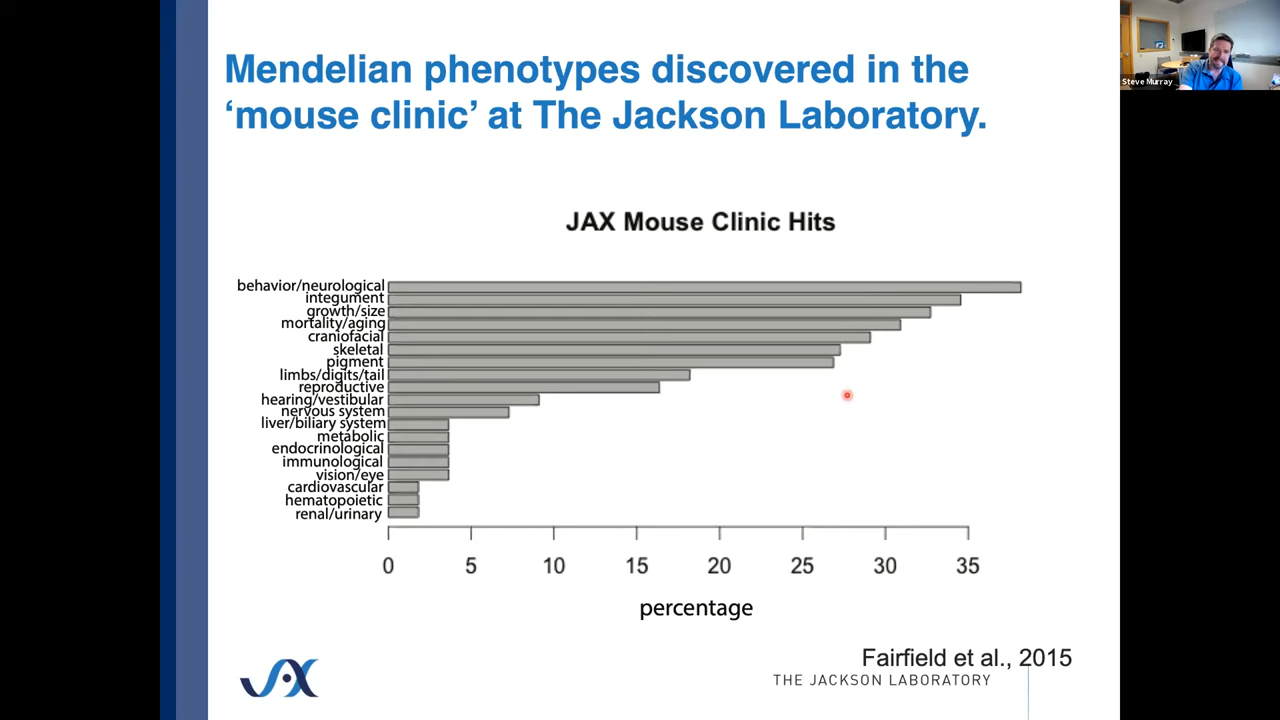 Mendelian phenotypes discovered in the
‘mouse clinic’ at The Jackson Laboratory.
Steve Murray
JAX Mouse Clinic Hits
behavior/neurological
integument
growth/size
mortality/aging
craniofacial
skeletal
pigment
limbs/digits/tail
reproductive
hearing/vestibular
nervous system
liver/biliary system
metabolic
endocrinological
immunological
vision/eye
cardiovascular
hematopoietic
renal/urinary
0 5 10 15 20 25 30 35
percentage
Fairfield et al., 2015
JAX
THE JACKSON LABORATORY